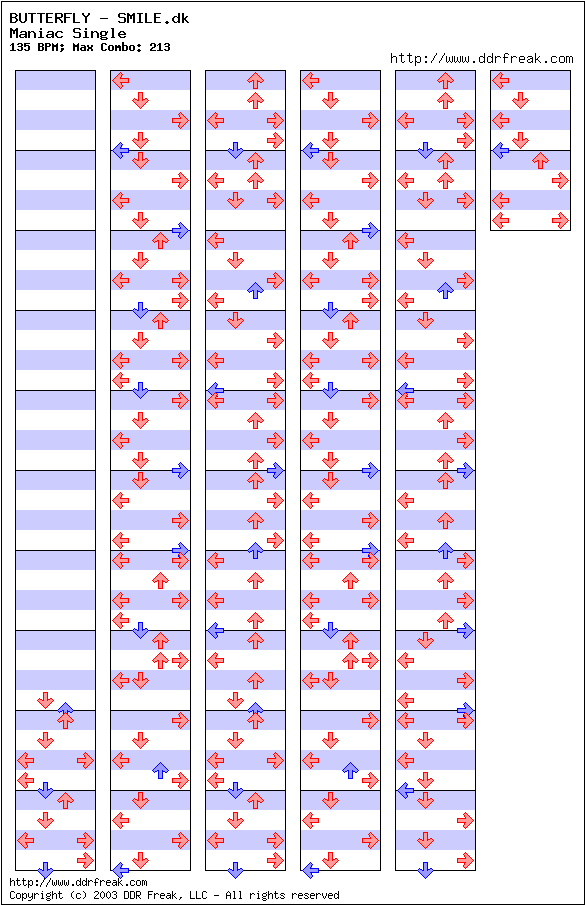 BUTTERFLY - SMILE.dk
Maniac Single
135 BPM; Max Combo: 213
http://www.ddrfreak.com
http://www.ddrfreak.com
Copyright (c) 2003 DDR Freak, LLC - All rights reserved